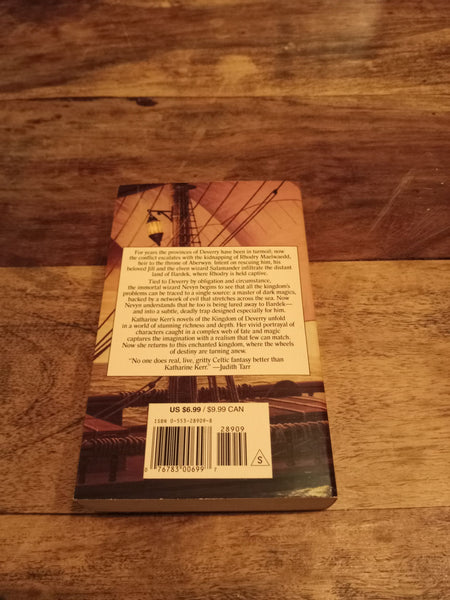 For years the provinces of Deverry have been in turmoil; now
the conflict escalates with the kidnapping of Rhodry Maelwaedd,
heir to the throne of Aberwyn. Intent on rescuing him, his
beloved Jill and the elven wizard Salamander infiltrate the distant
land of Bardek, where Rhodry is held captive.
Tied to Deverry by obligation and circumstance,
the immortal wizard Nevyn begins to see that all the kingdom's
problems can be traced to a single source: a master of dark magics,
backed by a network of evil that stretches across the sea. Now
Nevyn understands that he too is being lured away to Bardek—
and into a subtle, deadly trap designed especially for him.
Katharine Kerr's novels of the Kingdom of Deverry unfold
in a world of stunning richness and depth. Her vivid portrayal of
characters caught in a complex web of fate and magic
captures the imagination with a realism that few can match.
Now she returns to this enchanted kingdom, where the wheels
of destiny are turning anew.
"No one does real, live, gritty Celtic fantasy better than
Katharine Kerr." —Judith Tarr
US $6.99 / $9.99 CAN
ISBN 0-553-28909-8
28909
0 76783 00699 7
S